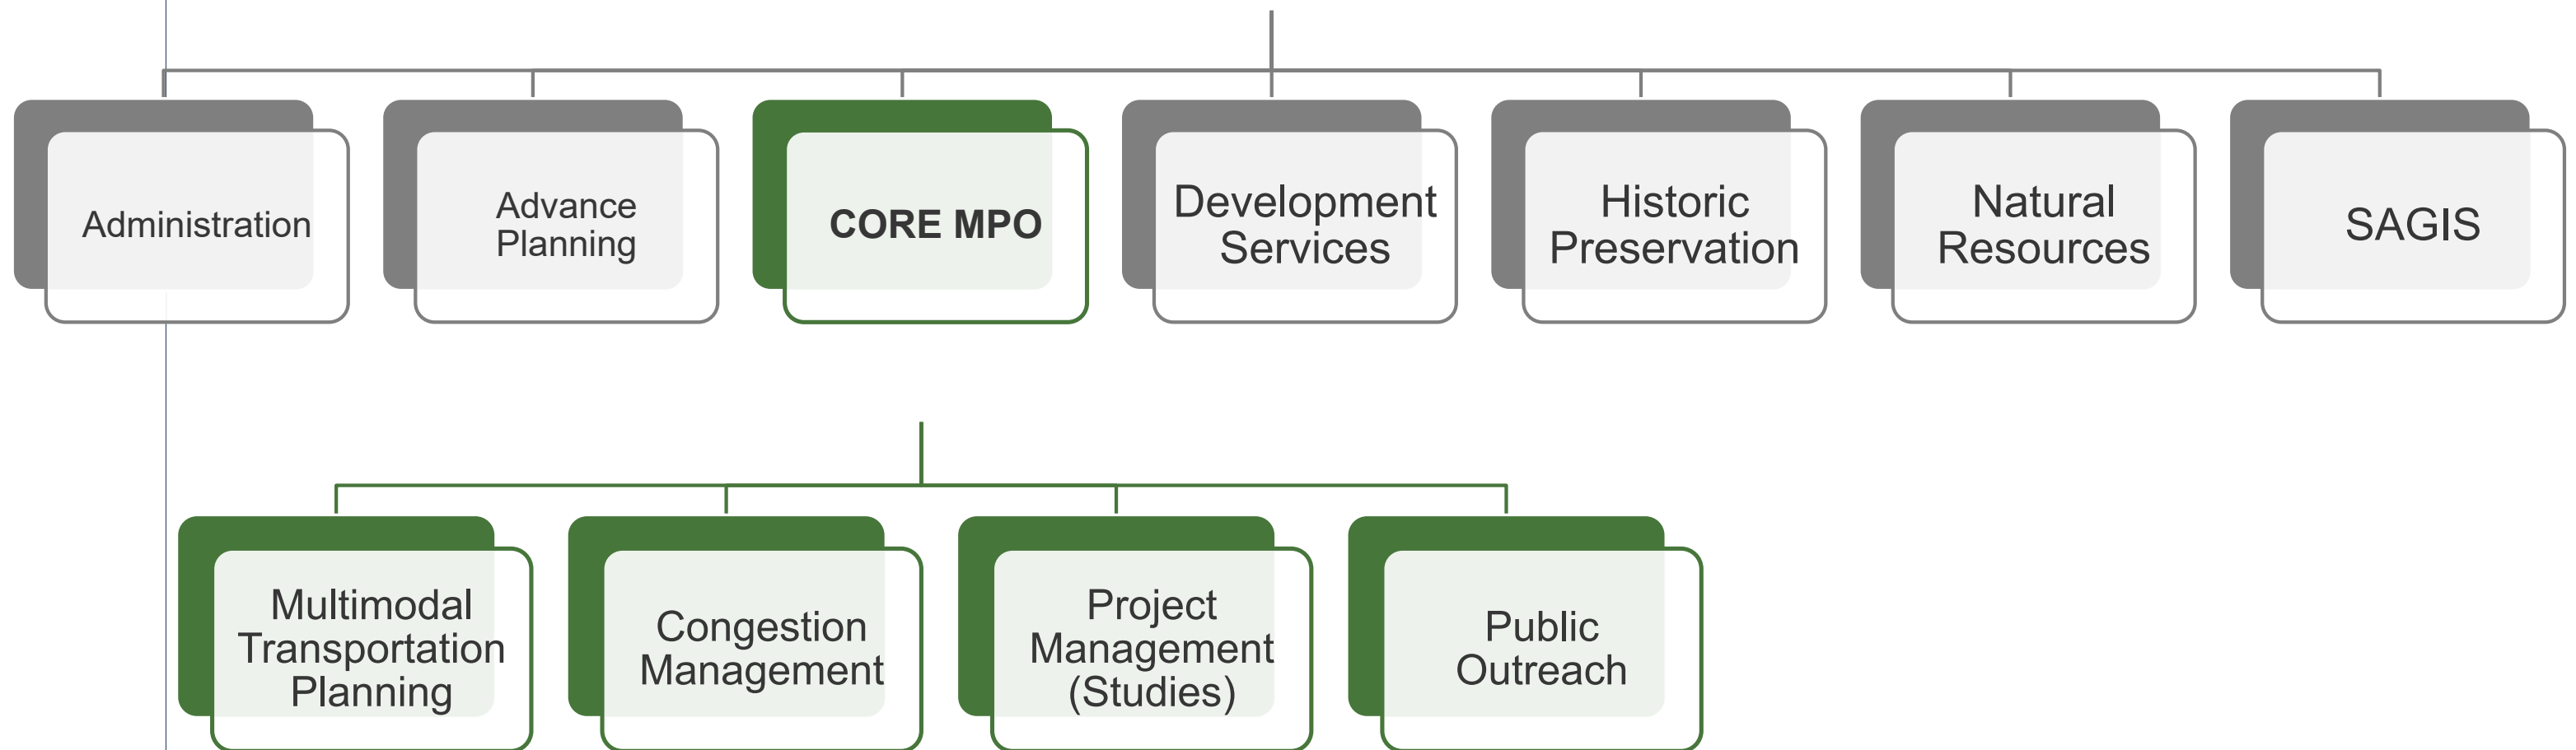 Administration
Advance
Planning
CORE MPO
Development
Services
Historic
Preservation
Natural
Resources
SAGIS
Multimodal
Transportation
Planning
Congestion
Management
Project
Management
(Studies)
Public
Outreach